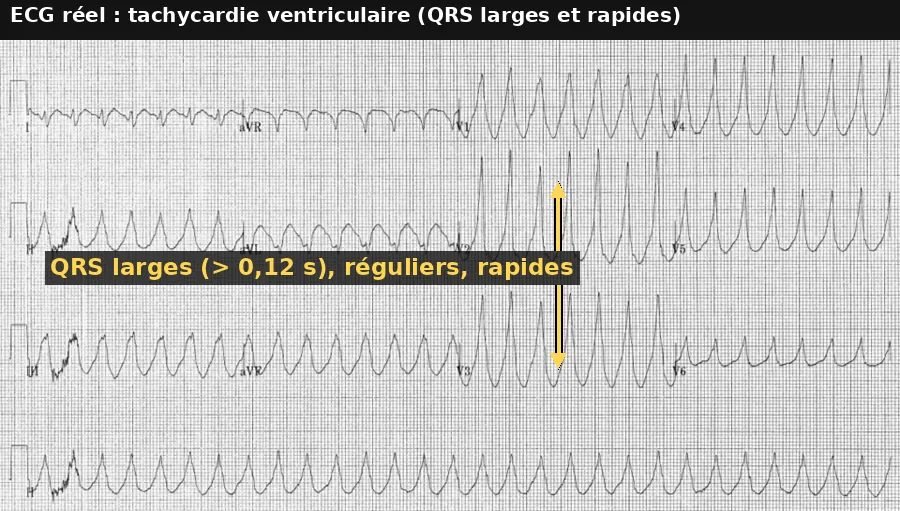 ECG réel : tachycardie ventriculaire (QRS larges et rapides)
I aVR V1 V4
II aVL V2 V5
QRS larges (> 0,12 s), réguliers, rapides
III aVF V3 V6
II